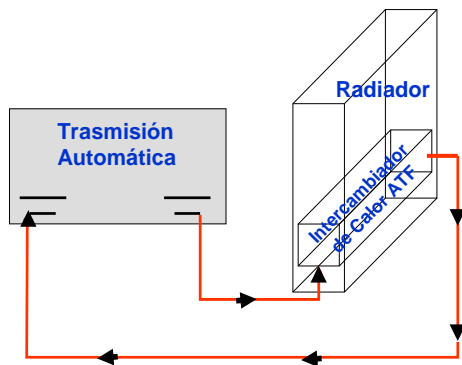 Trasmisión
Automática
Radiador
Intercambiador
de Calor ATF